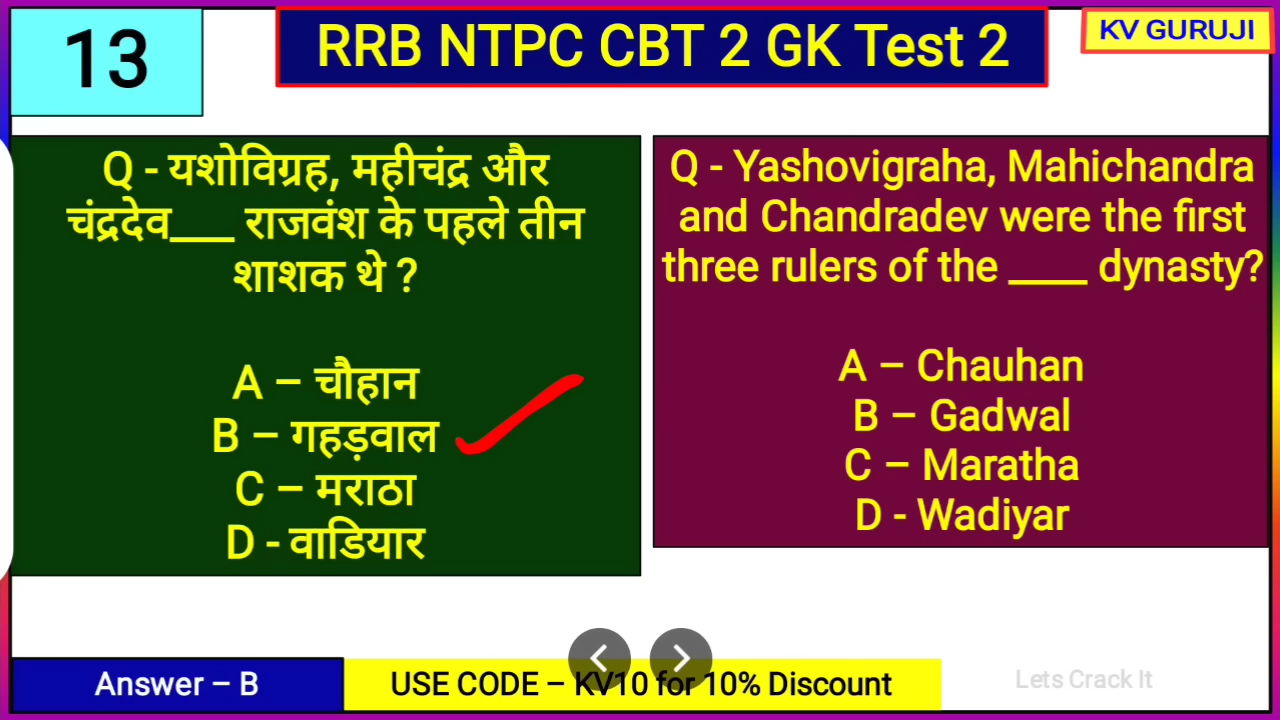 13
RRB NTPC CBT 2 GK Test 2
KV GURUJI
Q - यशोविग्रह, महीचंद्र और
चंद्रदेव___ राजवंश के पहले तीन
शाशक थे ?
A – चौहान
B – गहड़वाल
C – मराठा
D - वाडियार
Q - Yashovigraha, Mahichandra
and Chandradev were the first
three rulers of the ____ dynasty?
A – Chauhan
B – Gadwal
C – Maratha
D - Wadiyar
Answer – B
USE CODE – KV10 for 10% Discount
Lets Crack It